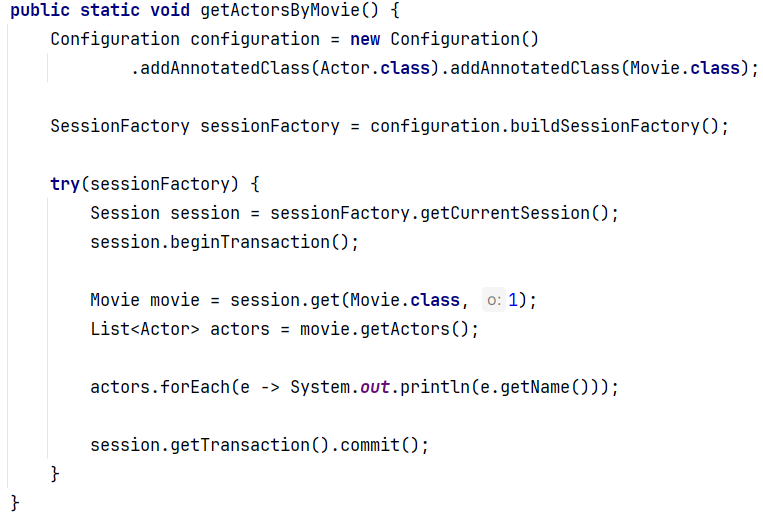 public static void getActorsByMovie() {
    Configuration configuration = new Configuration()
            .addAnnotatedClass(Actor.class).addAnnotatedClass(Movie.class);
    SessionFactory sessionFactory = configuration.buildSessionFactory();
    try(sessionFactory) {
        Session session = sessionFactory.getCurrentSession();
        session.beginTransaction();
        Movie movie = session.get(Movie.class, o: 1);
        List<Actor> actors = movie.getActors();
        actors.forEach(e -> System.out.println(e.getName()));
        session.getTransaction().commit();
    }
}